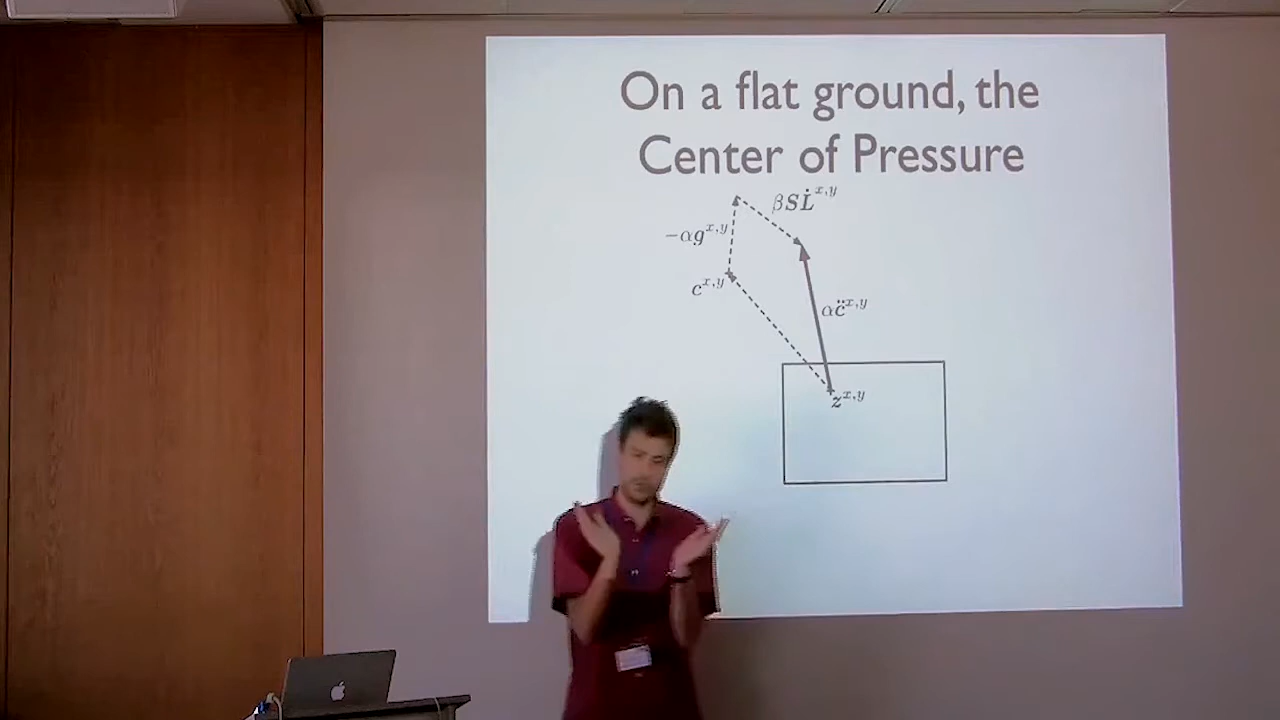 On a flat ground, the
Center of Pressure
βSL̇^{x,y}
−αg^{x,y}
c^{x,y}
αc̈^{x,y}
z^{x,y}